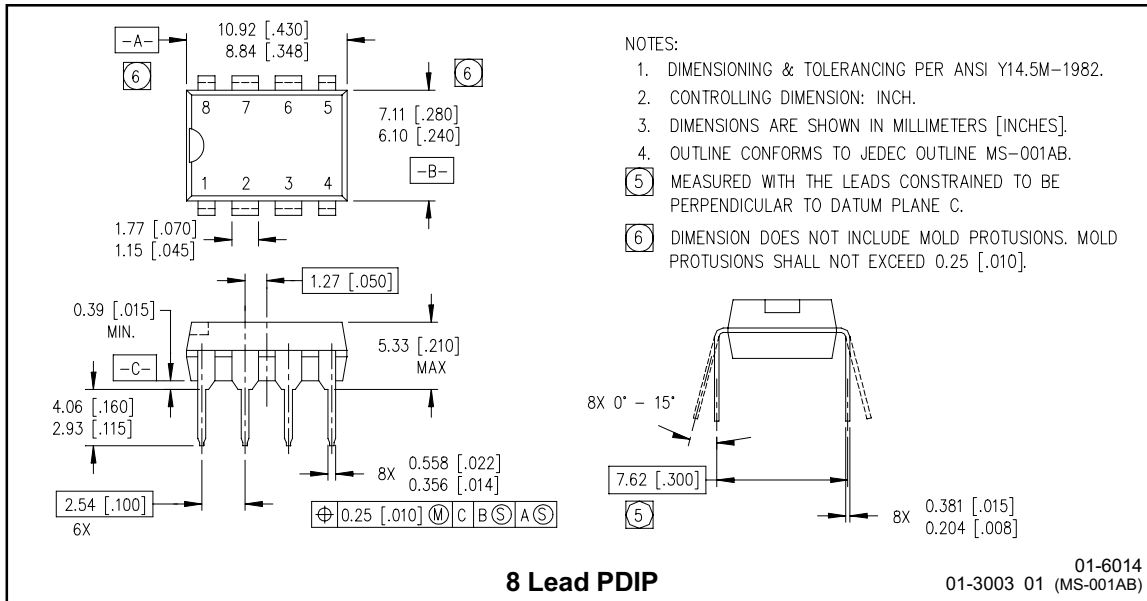 -A-
10.92 [.430]
8.84 [.348]
6
6
8 7 6 5
1 2 3 4
7.11 [.280]
6.10 [.240]
-B-
1.77 [.070]
1.15 [.045]
1.27 [.050]
0.39 [.015]
MIN.
-C-
5.33 [.210]
MAX
4.06 [.160]
2.93 [.115]
8X 0.558 [.022]
0.356 [.014]
2.54 [.100]
6X
⌖ 0.25 [.010] Ⓜ C B Ⓢ A Ⓢ
NOTES:
1. DIMENSIONING & TOLERANCING PER ANSI Y14.5M-1982.
2. CONTROLLING DIMENSION: INCH.
3. DIMENSIONS ARE SHOWN IN MILLIMETERS [INCHES].
4. OUTLINE CONFORMS TO JEDEC OUTLINE MS-001AB.
5 MEASURED WITH THE LEADS CONSTRAINED TO BE
PERPENDICULAR TO DATUM PLANE C.
6 DIMENSION DOES NOT INCLUDE MOLD PROTUSIONS. MOLD
PROTUSIONS SHALL NOT EXCEED 0.25 [.010].
8X 0° - 15°
7.62 [.300]
5
8X 0.381 [.015]
0.204 [.008]
8 Lead PDIP
01-6014
01-3003 01 (MS-001AB)